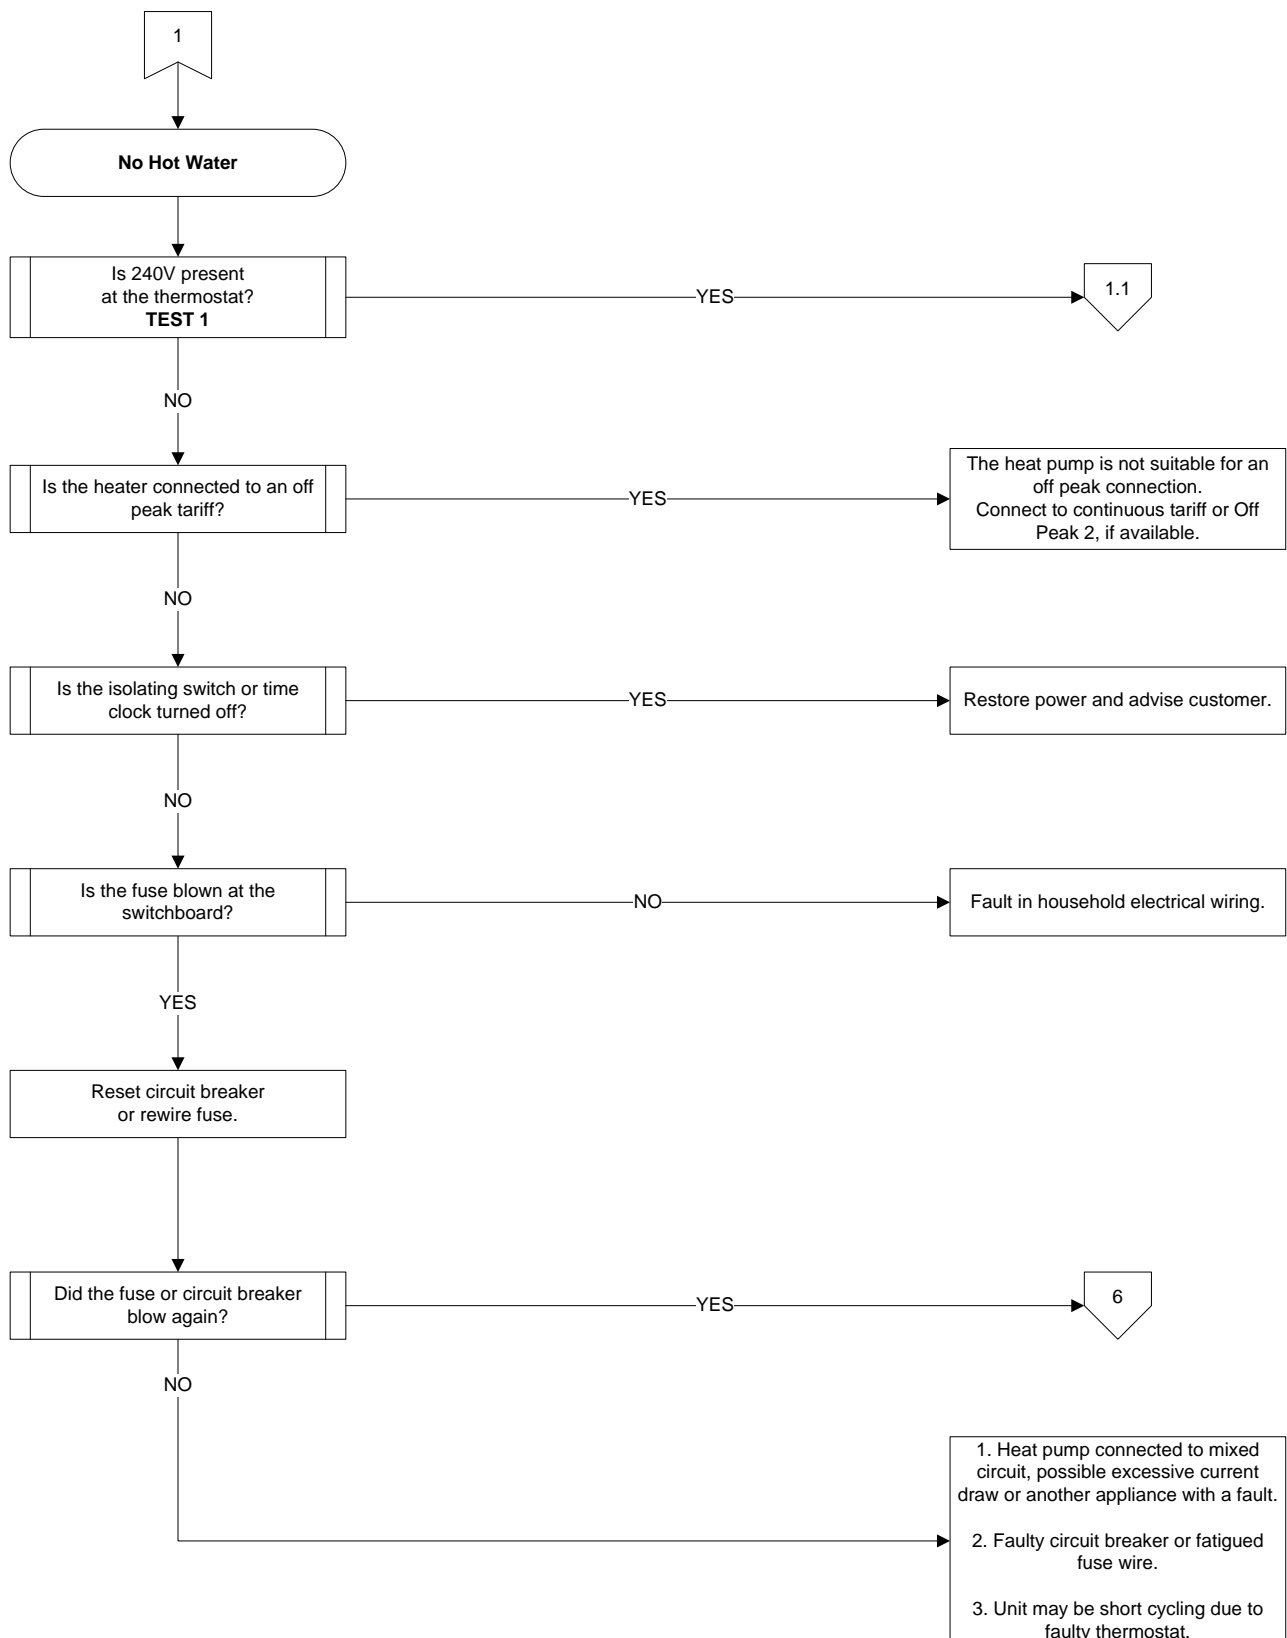 1
No Hot Water
Is 240V present
at the thermostat?
TEST 1
YES
1.1
NO
Is the heater connected to an off
peak tariff?
YES
The heat pump is not suitable for an
off peak connection.
Connect to continuous tariff or Off
Peak 2, if available.
NO
Is the isolating switch or time
clock turned off?
YES
Restore power and advise customer.
NO
Is the fuse blown at the
switchboard?
NO
Fault in household electrical wiring.
YES
Reset circuit breaker
or rewire fuse.
Did the fuse or circuit breaker
blow again?
YES
6
NO
1. Heat pump connected to mixed
circuit, possible excessive current
draw or another appliance with a fault.
2. Faulty circuit breaker or fatigued
fuse wire.
3. Unit may be short cycling due to
faulty thermostat.